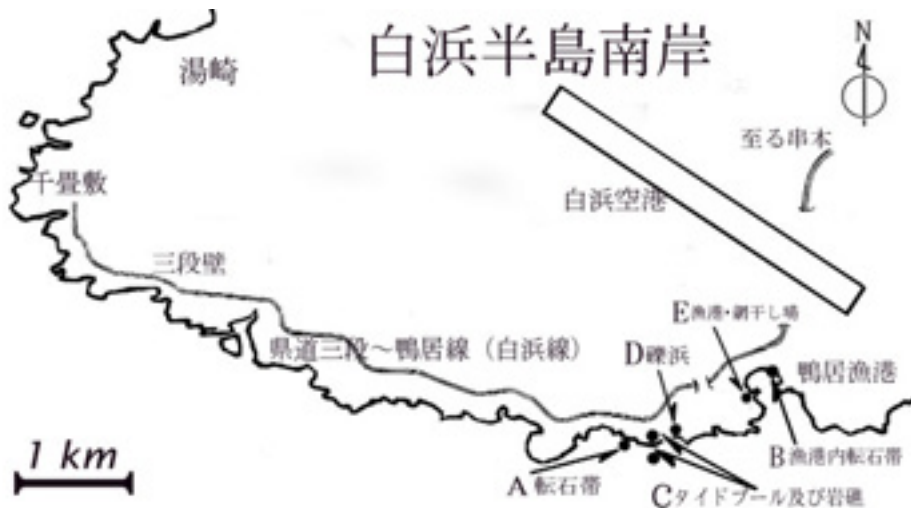 白浜半島南岸
湯崎
N
至る串本
千畳敷
白浜空港
三段壁
E漁港・網干し場
県道三段～鴨居線（白浜線）
D礫浜
鴨居漁港
1 km
A転石帯
B漁港内転石帯
Cタイドプール及び岩礁